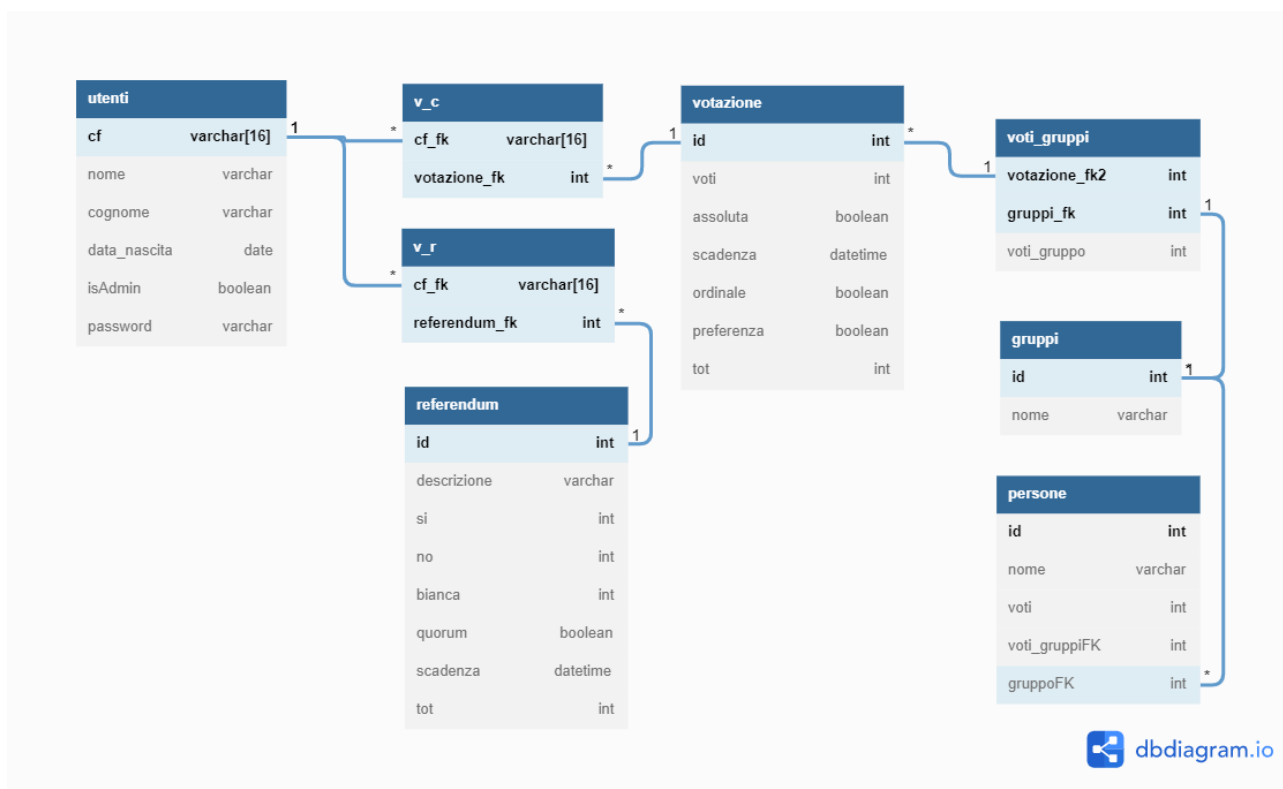 utenti
cf varchar[16]
nome varchar
cognome varchar
data_nascita date
isAdmin boolean
password varchar
1
*
*
v_c
cf_fk varchar[16]
votazione_fk int
*
1
v_r
cf_fk varchar[16]
referendum_fk int
*
referendum
id int
1
descrizione varchar
si int
no int
bianca int
quorum boolean
scadenza datetime
tot int
votazione
id int
*
voti int
assoluta boolean
scadenza datetime
ordinale boolean
preferenza boolean
tot int
1
voti_gruppi
votazione_fk2 int
gruppi_fk int
1
voti_gruppo int
gruppi
id int
*
1
nome varchar
persone
id int
nome varchar
voti int
voti_gruppiFK int
gruppoFK int
*
dbdiagram.io